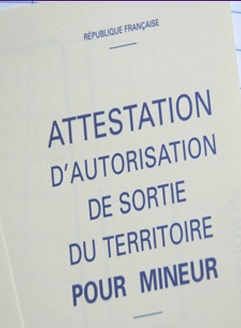 RÉPUBLIQUE FRANÇAISE
ATTESTATION
D'AUTORISATION
DE SORTIE
DU TERRITOIRE
POUR MINEUR